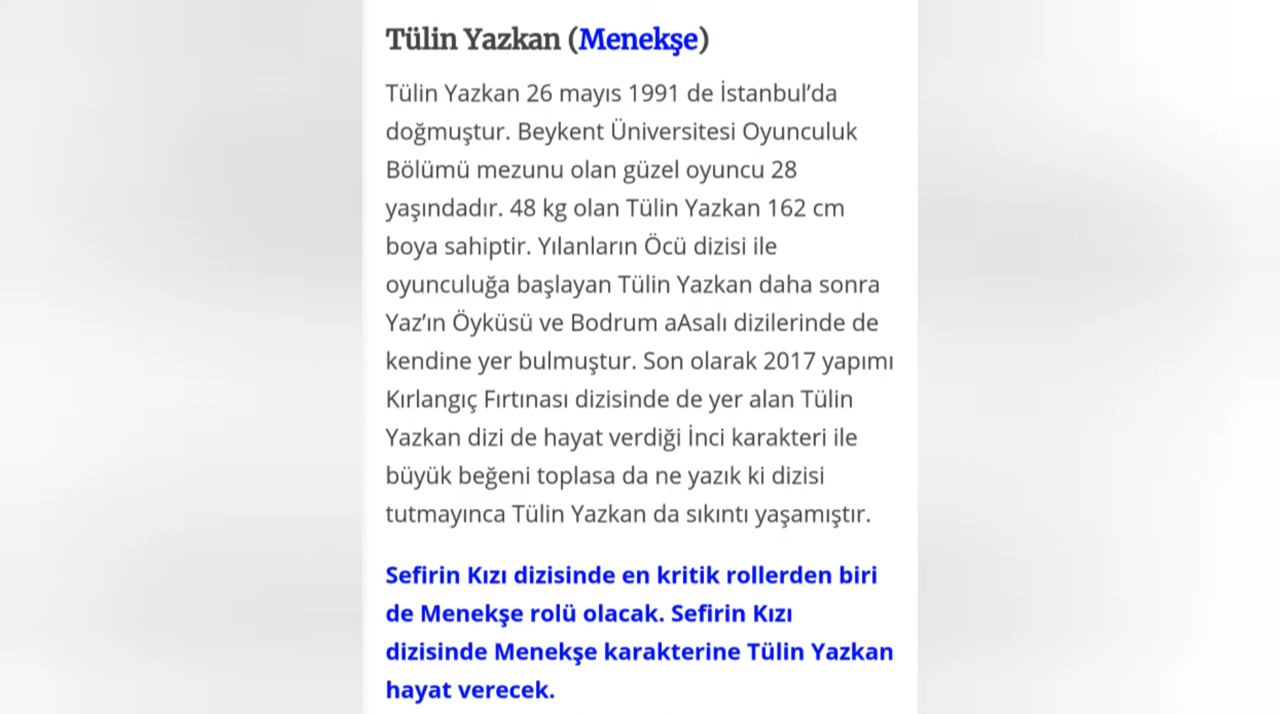 Tülin Yazkan (Menekşe)
Tülin Yazkan 26 mayıs 1991 de İstanbul’da
doğmuştur. Beykent Üniversitesi Oyunculuk
Bölümü mezunu olan güzel oyuncu 28
yaşındadır. 48 kg olan Tülin Yazkan 162 cm
boya sahiptir. Yılanların Öcü dizisi ile
oyunculuğa başlayan Tülin Yazkan daha sonra
Yaz’ın Öyküsü ve Bodrum aAsalı dizilerinde de
kendine yer bulmuştur. Son olarak 2017 yapımı
Kırlangıç Fırtınası dizisinde de yer alan Tülin
Yazkan dizi de hayat verdiği İnci karakteri ile
büyük beğeni toplasa da ne yazık ki dizisi
tutmayınca Tülin Yazkan da sıkıntı yaşamıştır.
Sefirin Kızı dizisinde en kritik rollerden biri
de Menekşe rolü olacak. Sefirin Kızı
dizisinde Menekşe karakterine Tülin Yazkan
hayat verecek.